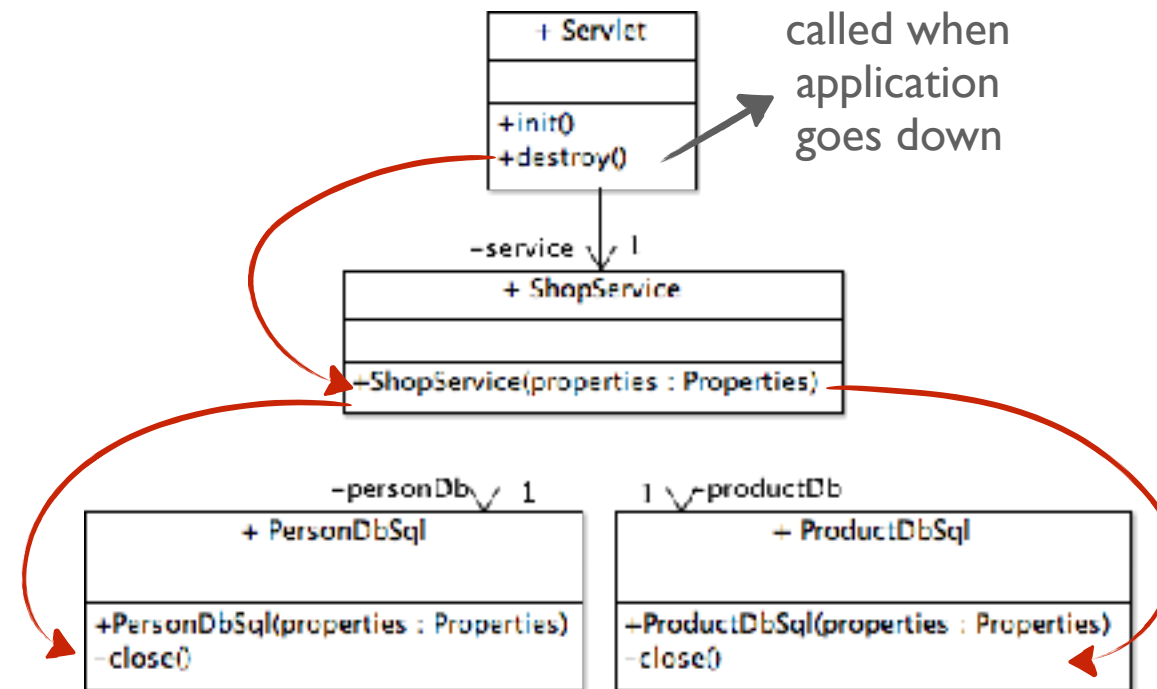 + Servlet
called when
application
goes down
+init()
+destroy()
-service 1
+ ShopService
+ShopService(properties : Properties)
-personDb 1
1 -productDb
+ PersonDbSql
+ ProductDbSql
+PersonDbSql(properties : Properties)
-close()
+ProductDbSql(properties : Properties)
-close()